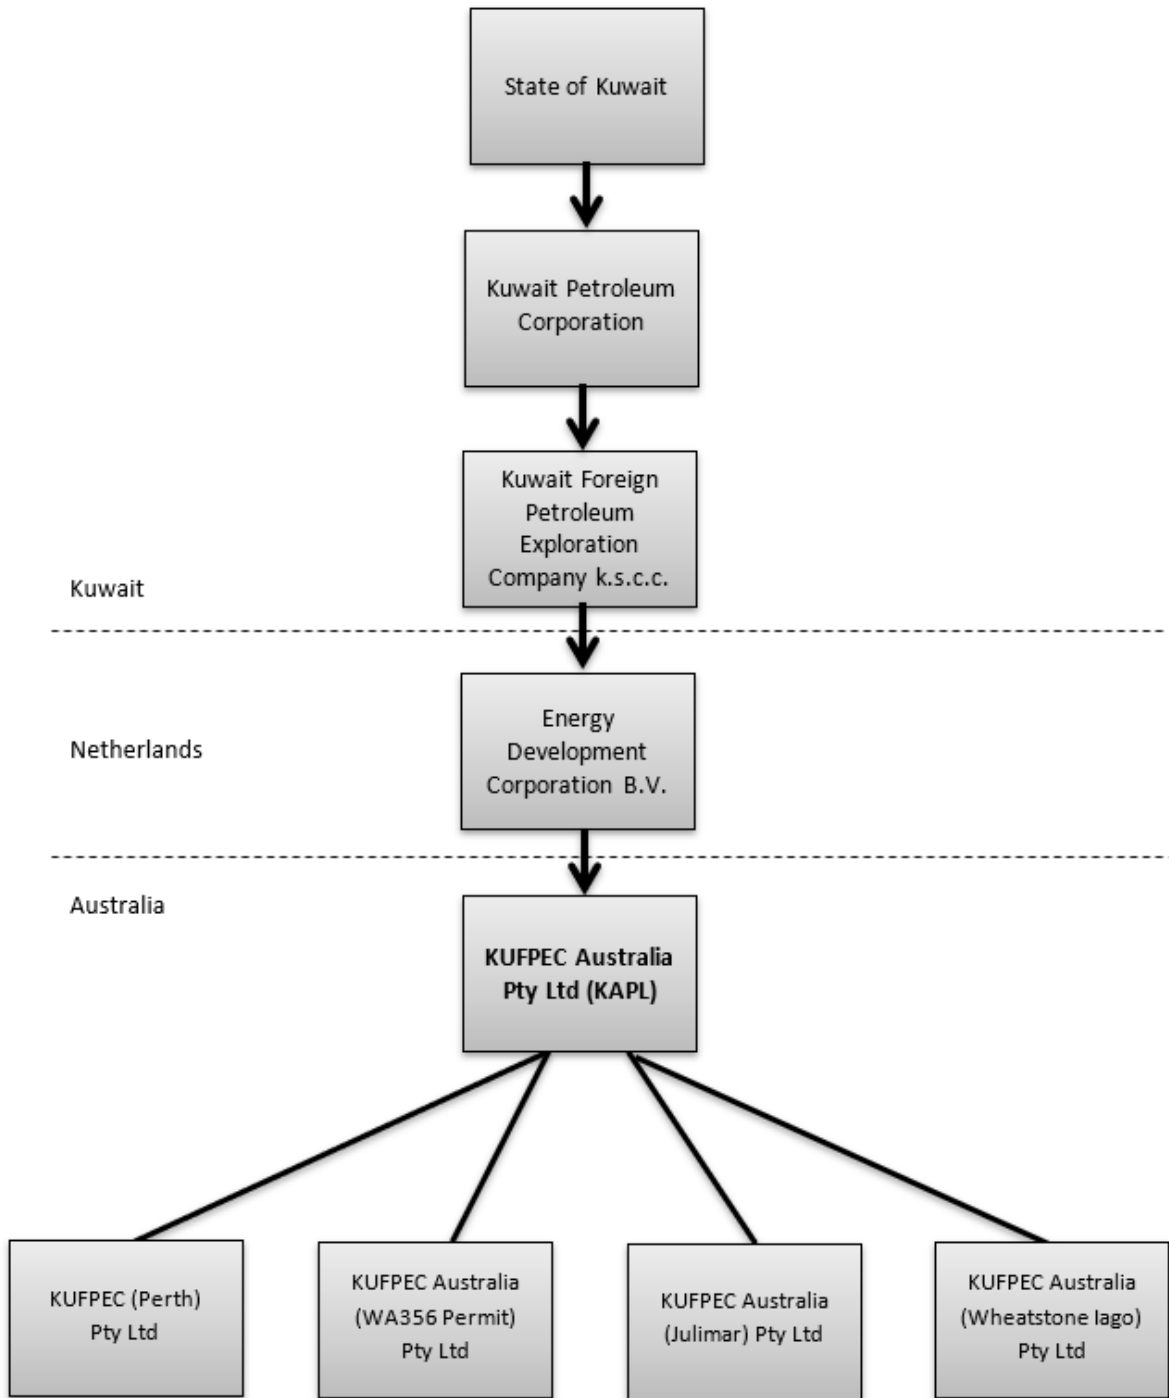 State of Kuwait
Kuwait Petroleum
Corporation
Kuwait Foreign
Petroleum
Exploration
Company k.s.c.c.
Kuwait
Energy
Development
Corporation B.V.
Netherlands
Australia
KUFPEC Australia
Pty Ltd (KAPL)
KUFPEC (Perth)
Pty Ltd
KUFPEC Australia
(WA356 Permit)
Pty Ltd
KUFPEC Australia
(Julimar) Pty Ltd
KUFPEC Australia
(Wheatstone Iago)
Pty Ltd